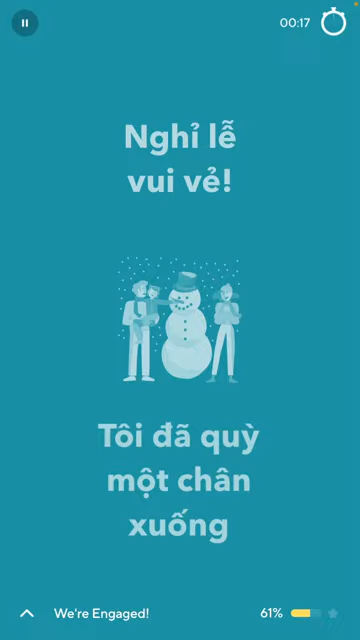 00:17
Nghỉ lễ
vui vẻ!
Tôi đã quỳ
một chân
xuống
We're Engaged!
61%